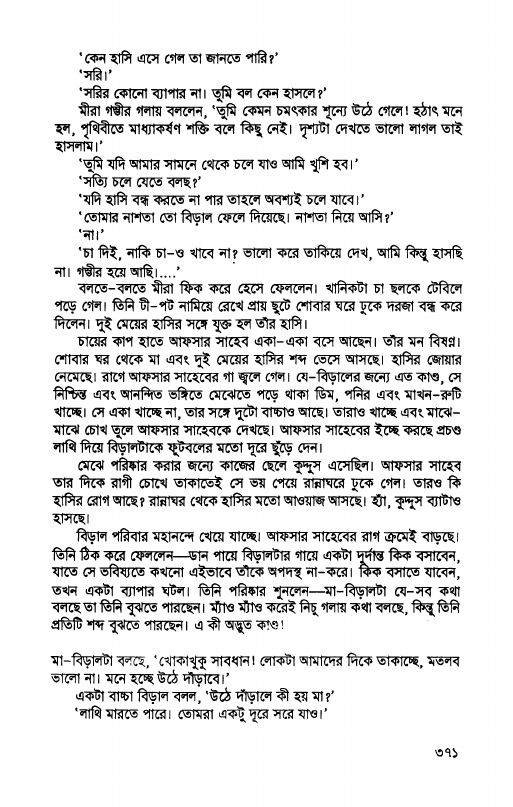 ‘কেন হাসি এসে গেল তা জানতে পারি?’
‘সরি।’
‘সরির কোনো ব্যাপার না। তুমি বল কেন হাসলে?’
মীরা গম্ভীর গলায় বললেন, ‘তুমি কেমন চমৎকার শূন্যে উঠে গেলে! হঠাৎ মনে
হল, পৃথিবীতে মাধ্যাকর্ষণ শক্তি বলে কিছু নেই। দৃশ্যটা দেখতে ভালো লাগল তাই
হাসলাম।’
‘তুমি যদি আমার সামনে থেকে চলে যাও আমি খুশি হব।’
‘সত্যি চলে যেতে বলছ?’
‘যদি হাসি বন্ধ করতে না পার তাহলে অবশ্যই চলে যাবে।’
‘তোমার নাশতা তো বিড়াল ফেলে দিয়েছে। নাশতা নিয়ে আসি?’
‘না।’
‘চা দিই, নাকি চা-ও খাবে না? ভালো করে তাকিয়ে দেখ, আমি কিন্তু হাসছি
না। গম্ভীর হয়ে আছি।....’
বলতে-বলতে মীরা ফিক করে হেসে ফেললেন। খানিকটা চা ছলকে টেবিলে
পড়ে গেল। তিনি টী-পট নামিয়ে রেখে প্রায় ছুটে শোবার ঘরে ঢুকে দরজা বন্ধ করে
দিলেন। দুই মেয়ের হাসির সঙ্গে যুক্ত হল তাঁর হাসি।
চায়ের কাপ হাতে আফসার সাহেব একা-একা বসে আছেন। তাঁর মন বিষণ্ন।
শোবার ঘর থেকে মা এবং দুই মেয়ের হাসির শব্দ ভেসে আসছে। হাসির জোয়ার
নেমেছে। রাগে আফসার সাহেবের গা জ্বলে গেল। যে-বিড়ালের জন্যে এত কাণ্ড, সে
নিশ্চিন্ত এবং আনন্দিত ভঙ্গিতে মেঝেতে পড়ে থাকা ডিম, পনির এবং মাখন-রুটি
খাচ্ছে। সে একা খাচ্ছে না, তার সঙ্গে দুটো বাচ্চাও আছে। তারাও খাচ্ছে এবং মাঝে-
মাঝে চোখ তুলে আফসার সাহেবকে দেখছে। আফসার সাহেবের ইচ্ছে করছে প্রচণ্ড
লাথি দিয়ে বিড়ালটাকে ফুটবলের মতো দূরে ছুঁড়ে দেন।
মেঝে পরিষ্কার করার জন্যে কাজের ছেলে কুদ্দুস এসেছিল। আফসার সাহেব
তার দিকে রাগী চোখে তাকাতেই সে ভয় পেয়ে রান্নাঘরে ঢুকে গেল। তারও কি
হাসির রোগ আছে? রান্নাঘর থেকে হাসির মতো আওয়াজ আসছে। হ্যাঁ, কুদ্দুস ব্যাটাও
হাসছে।
বিড়াল পরিবার মহানন্দে খেয়ে যাচ্ছে। আফসার সাহেবের রাগ ক্রমেই বাড়ছে।
তিনি ঠিক করে ফেললেন—ডান পায়ে বিড়ালটার গায়ে একটা দুর্দান্ত কিক বসাবেন,
যাতে সে ভবিষ্যতে কখনো এইভাবে তাঁকে অপদস্থ না-করে। কিক বসাতে যাবেন,
তখন একটা ব্যাপার ঘটল। তিনি পরিষ্কার শুনলেন—মা-বিড়ালটা যে-সব কথা
বলছে তা তিনি বুঝতে পারছেন। ম্যাঁও ম্যাঁও করেই নিচু গলায় কথা বলছে, কিন্তু তিনি
প্রতিটি শব্দ বুঝতে পারছেন। এ কী অদ্ভুত কাণ্ড!
মা-বিড়ালটা বলছে, ‘খোকাখুকু সাবধান! লোকটা আমাদের দিকে তাকাচ্ছে, মতলব
ভালো না। মনে হচ্ছে উঠে দাঁড়াবে।’
একটা বাচ্চা বিড়াল বলল, ‘উঠে দাঁড়ালে কী হয় মা?’
‘লাথি মারতে পারে। তোমরা একটু দূরে সরে যাও।’
৩৭১